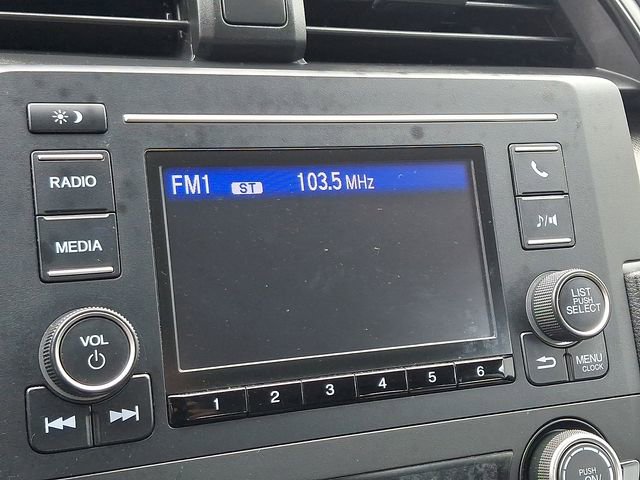 RADIO
MEDIA
VOL
FM1 ST 103.5 MHz
1 2 3 4 5 6
LIST
PUSH
SELECT
MENU
CLOCK
PUSH
ON/